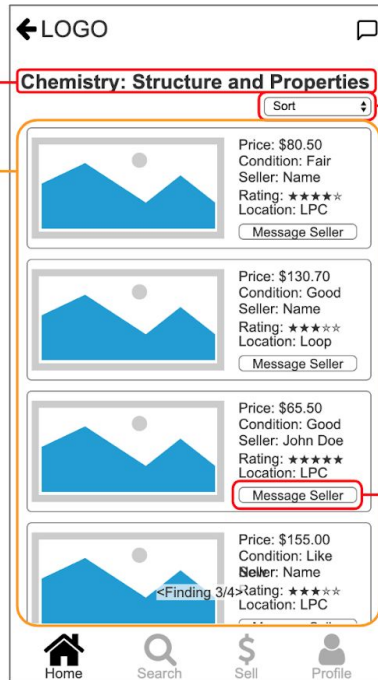 LOGO
Chemistry: Structure and Properties
Sort
Price: $80.50
Condition: Fair
Seller: Name
Rating: ★★★★☆
Location: LPC
Message Seller
Price: $130.70
Condition: Good
Seller: Name
Rating: ★★★☆☆
Location: Loop
Message Seller
Price: $65.50
Condition: Good
Seller: John Doe
Rating: ★★★★★
Location: LPC
Message Seller
Price: $155.00
Condition: Like
New
Seller: Name
<Finding 3/4>
Rating: ★★★☆☆
Location: LPC
Home
Search
Sell
Profile